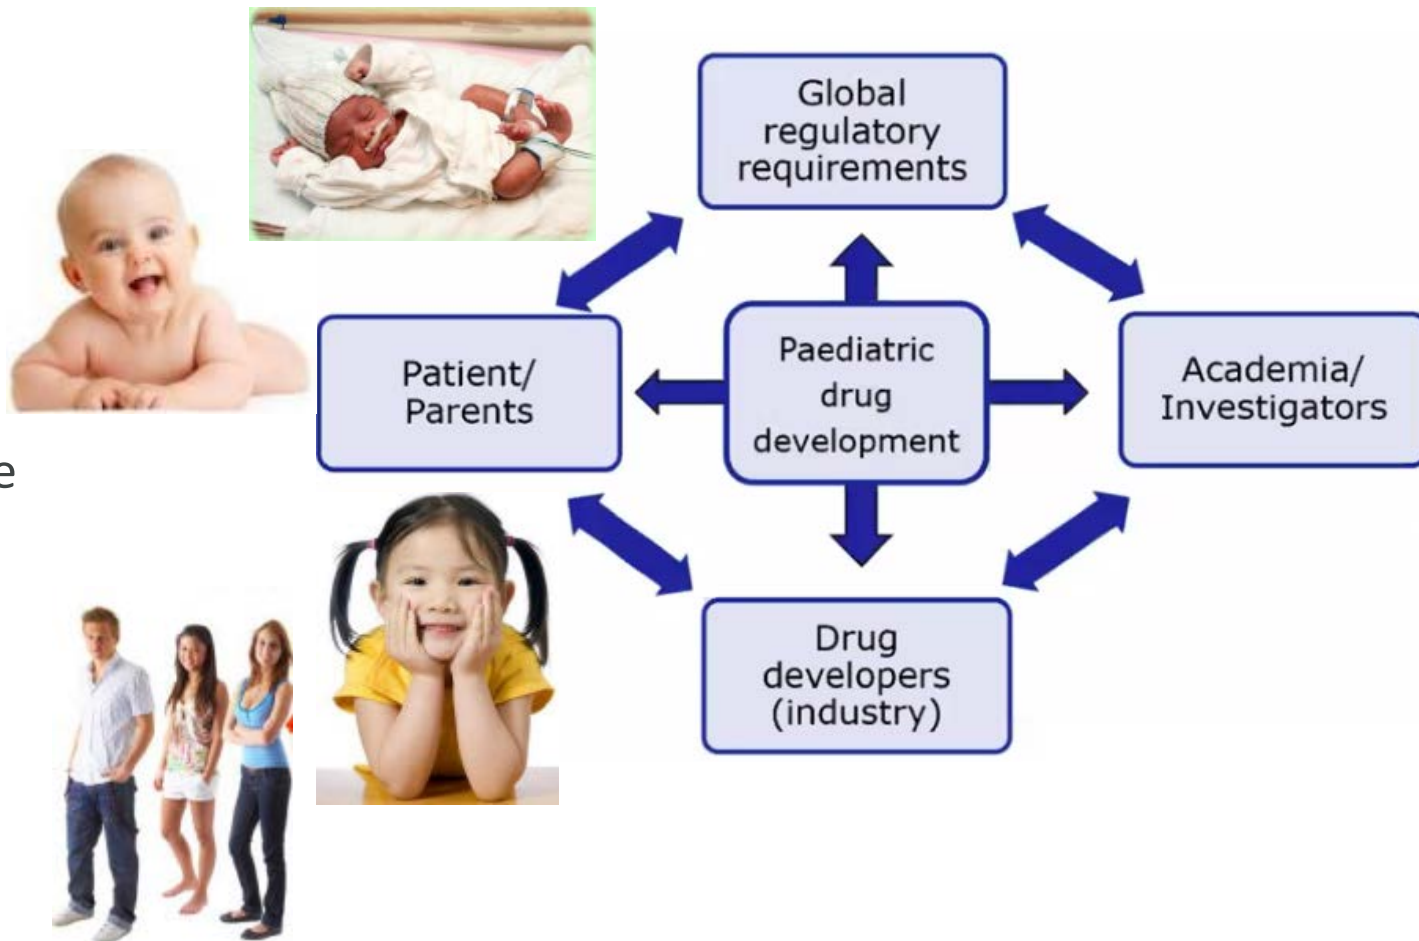 Global
regulatory
requirements
Patient/
Parents
Paediatric
drug
development
Academia/
Investigators
e
Drug
developers
(industry)